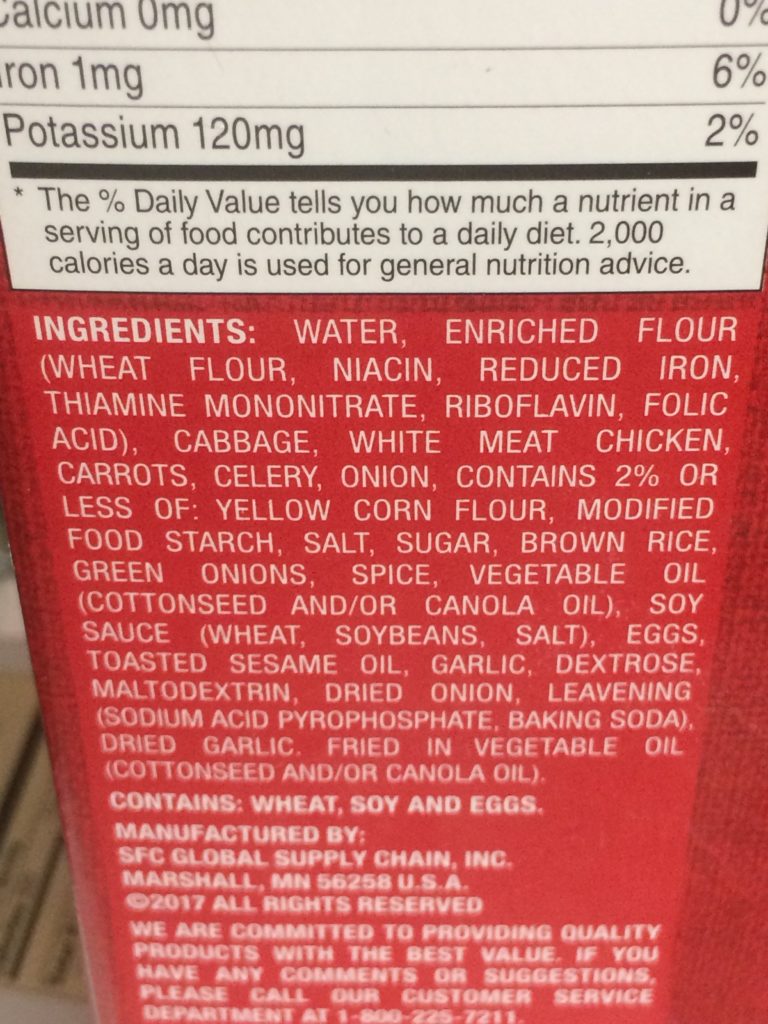 Calcium 0mg 0%
Iron 1mg 6%
Potassium 120mg 2%
* The % Daily Value tells you how much a nutrient in a
serving of food contributes to a daily diet. 2,000
calories a day is used for general nutrition advice.
INGREDIENTS: WATER, ENRICHED FLOUR
(WHEAT FLOUR, NIACIN, REDUCED IRON,
THIAMINE MONONITRATE, RIBOFLAVIN, FOLIC
ACID), CABBAGE, WHITE MEAT CHICKEN,
CARROTS, CELERY, ONION, CONTAINS 2% OR
LESS OF: YELLOW CORN FLOUR, MODIFIED
FOOD STARCH, SALT, SUGAR, BROWN RICE,
GREEN ONIONS, SPICE, VEGETABLE OIL
(COTTONSEED AND/OR CANOLA OIL), SOY
SAUCE (WHEAT, SOYBEANS, SALT), EGGS,
TOASTED SESAME OIL, GARLIC, DEXTROSE,
MALTODEXTRIN, DRIED ONION, LEAVENING
(SODIUM ACID PYROPHOSPHATE, BAKING SODA),
DRIED GARLIC. FRIED IN VEGETABLE OIL
(COTTONSEED AND/OR CANOLA OIL).
CONTAINS: WHEAT, SOY AND EGGS.
MANUFACTURED BY:
SFC GLOBAL SUPPLY CHAIN, INC.
MARSHALL, MN 56258 U.S.A.
©2017 ALL RIGHTS RESERVED
WE ARE COMMITTED TO PROVIDING QUALITY
PRODUCTS WITH THE BEST VALUE. IF YOU
HAVE ANY COMMENTS OR SUGGESTIONS,
PLEASE CALL OUR CUSTOMER SERVICE
DEPARTMENT AT 1-800-225-7211.